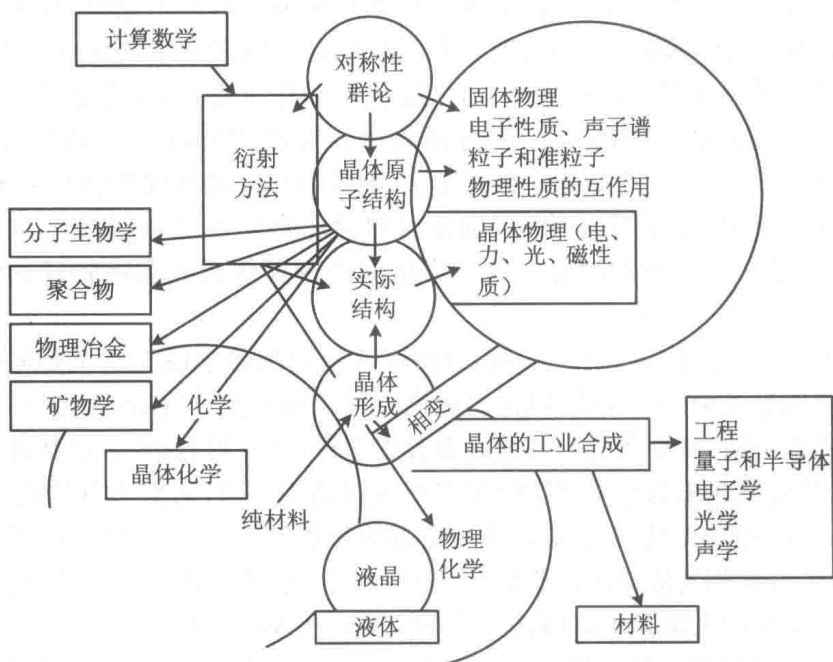 计算数学
对称性
群论
衍射
方法
晶体原
子结构
固体物理
电子性质、声子谱
粒子和准粒子
物理性质的互作用
分子生物学
聚合物
物理冶金
矿物学
实际
结构
晶体物理（电、
力、光、磁性
质）
晶体
形成
相变
化学
晶体化学
纯材料
晶体的工业合成
工程
量子和半导体
电子学
光学
声学
物理
化学
液晶
液体
材料